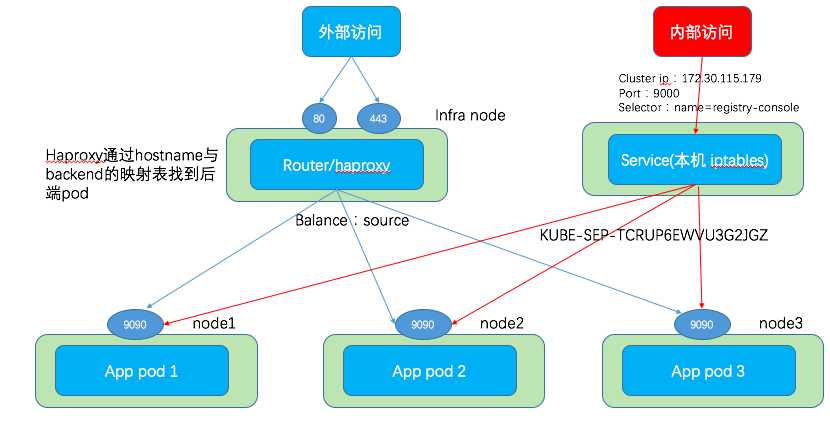 外部访问
内部访问
Cluster ip：172.30.115.179
Port：9000
Selector：name=registry-console
80
443
Infra node
Haproxy通过hostname与
backend的映射表找到后
端pod
Router/haproxy
Service(本机 iptables)
Balance：source
KUBE-SEP-TCRUP6EWVU3G2JGZ
9090
node1
9090
node2
9090
node3
App pod 1
App pod 2
App pod 3